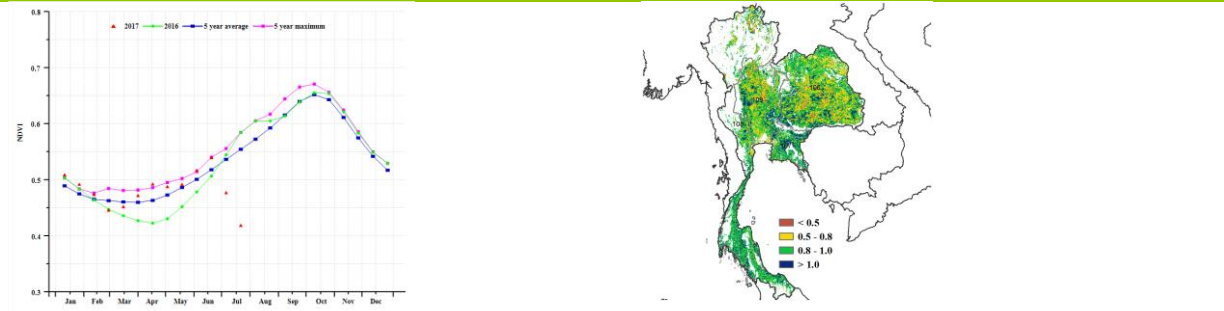 0.8
2017 2016 5 year average 5 year maximum
0.7
0.6
NDVI
0.5
0.4
0.3
Jan Feb Mar Apr May Jun Jul Aug Sep Oct Nov Dec
< 0.5
0.5 - 0.8
0.8 - 1.0
> 1.0